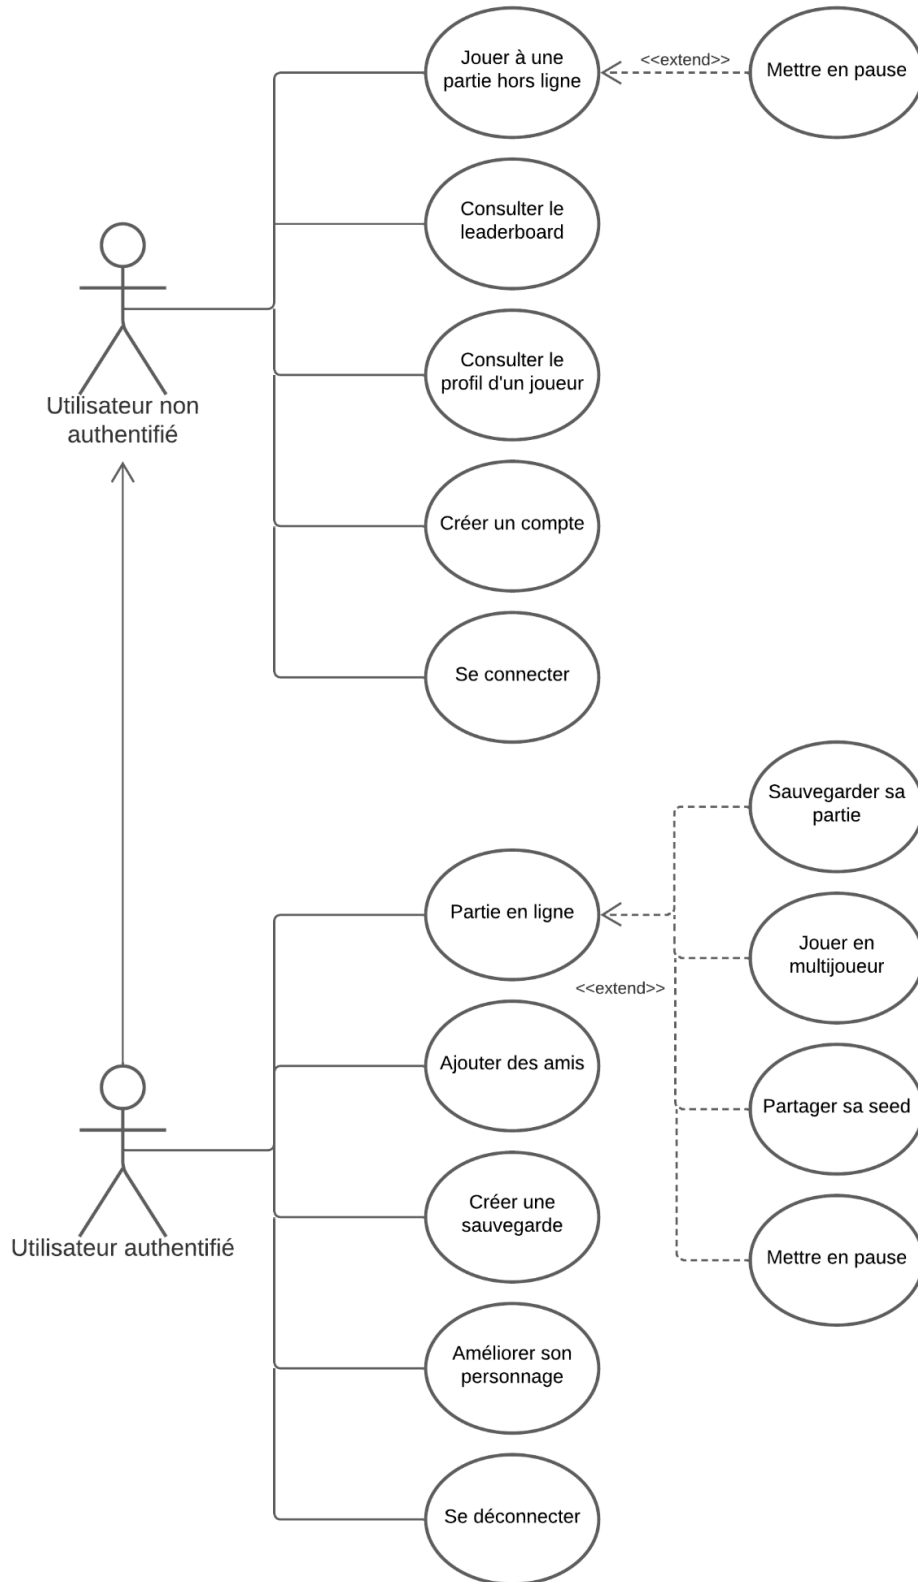 Jouer à une
partie hors ligne
<<extend>>
Mettre en pause
Consulter le
leaderboard
Utilisateur non
authentifié
Consulter le
profil d'un joueur
Créer un compte
Se connecter
Sauvegarder sa
partie
Partie en ligne
Jouer en
multijoueur
<<extend>>
Ajouter des amis
Partager sa seed
Utilisateur authentifié
Créer une
sauvegarde
Mettre en pause
Améliorer son
personnage
Se déconnecter